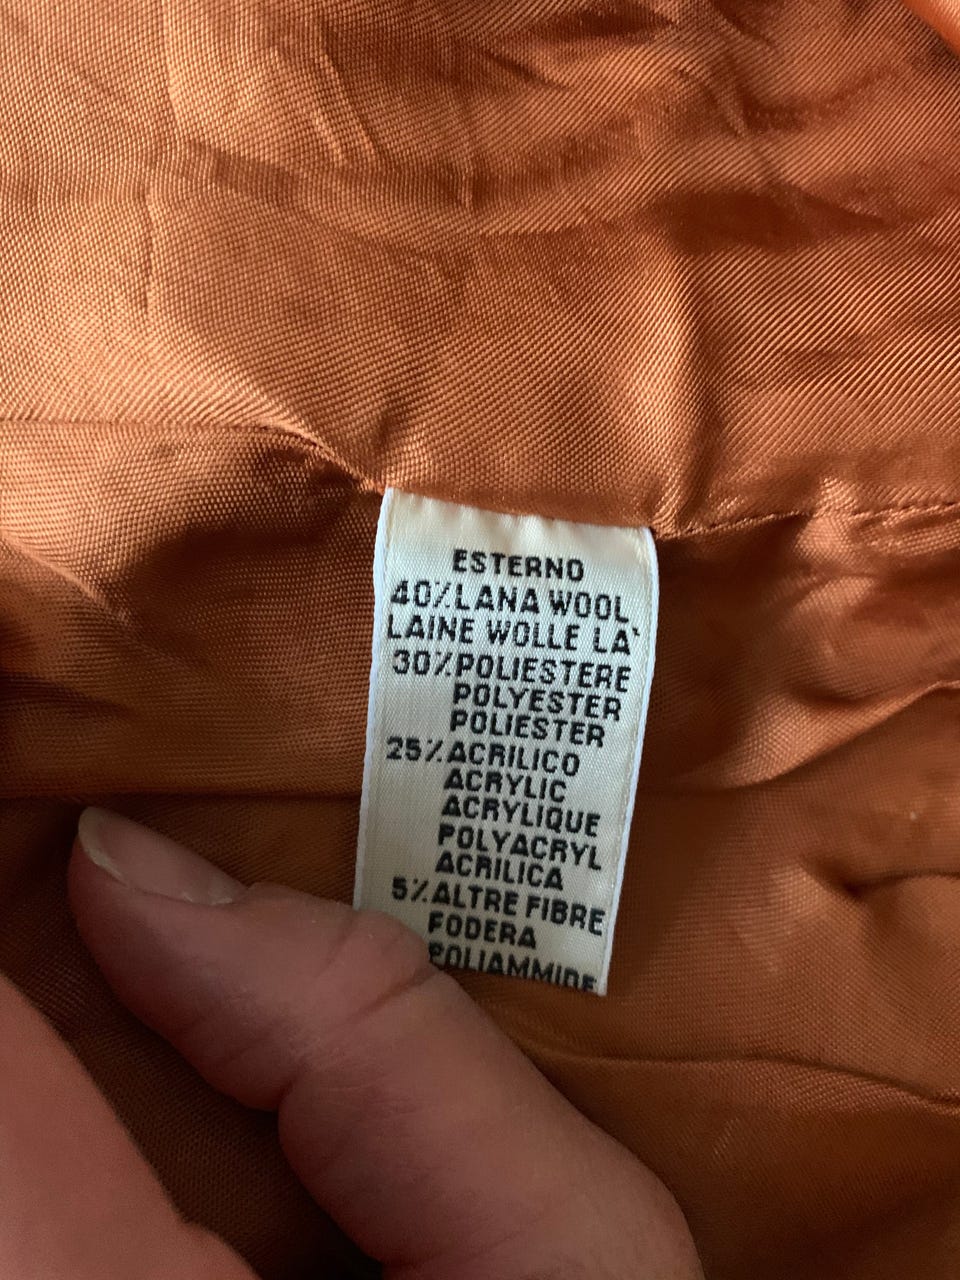 ESTERNO
40%LANA WOOL
LAINE WOLLE LA`
30%POLIESTERE
POLYESTER
POLIESTER
25%ACRILICO
ACRYLIC
ACRYLIQUE
POLYACRYL
ACRILICA
5%ALTRE FIBRE
FODERA
POLIAMMIDE